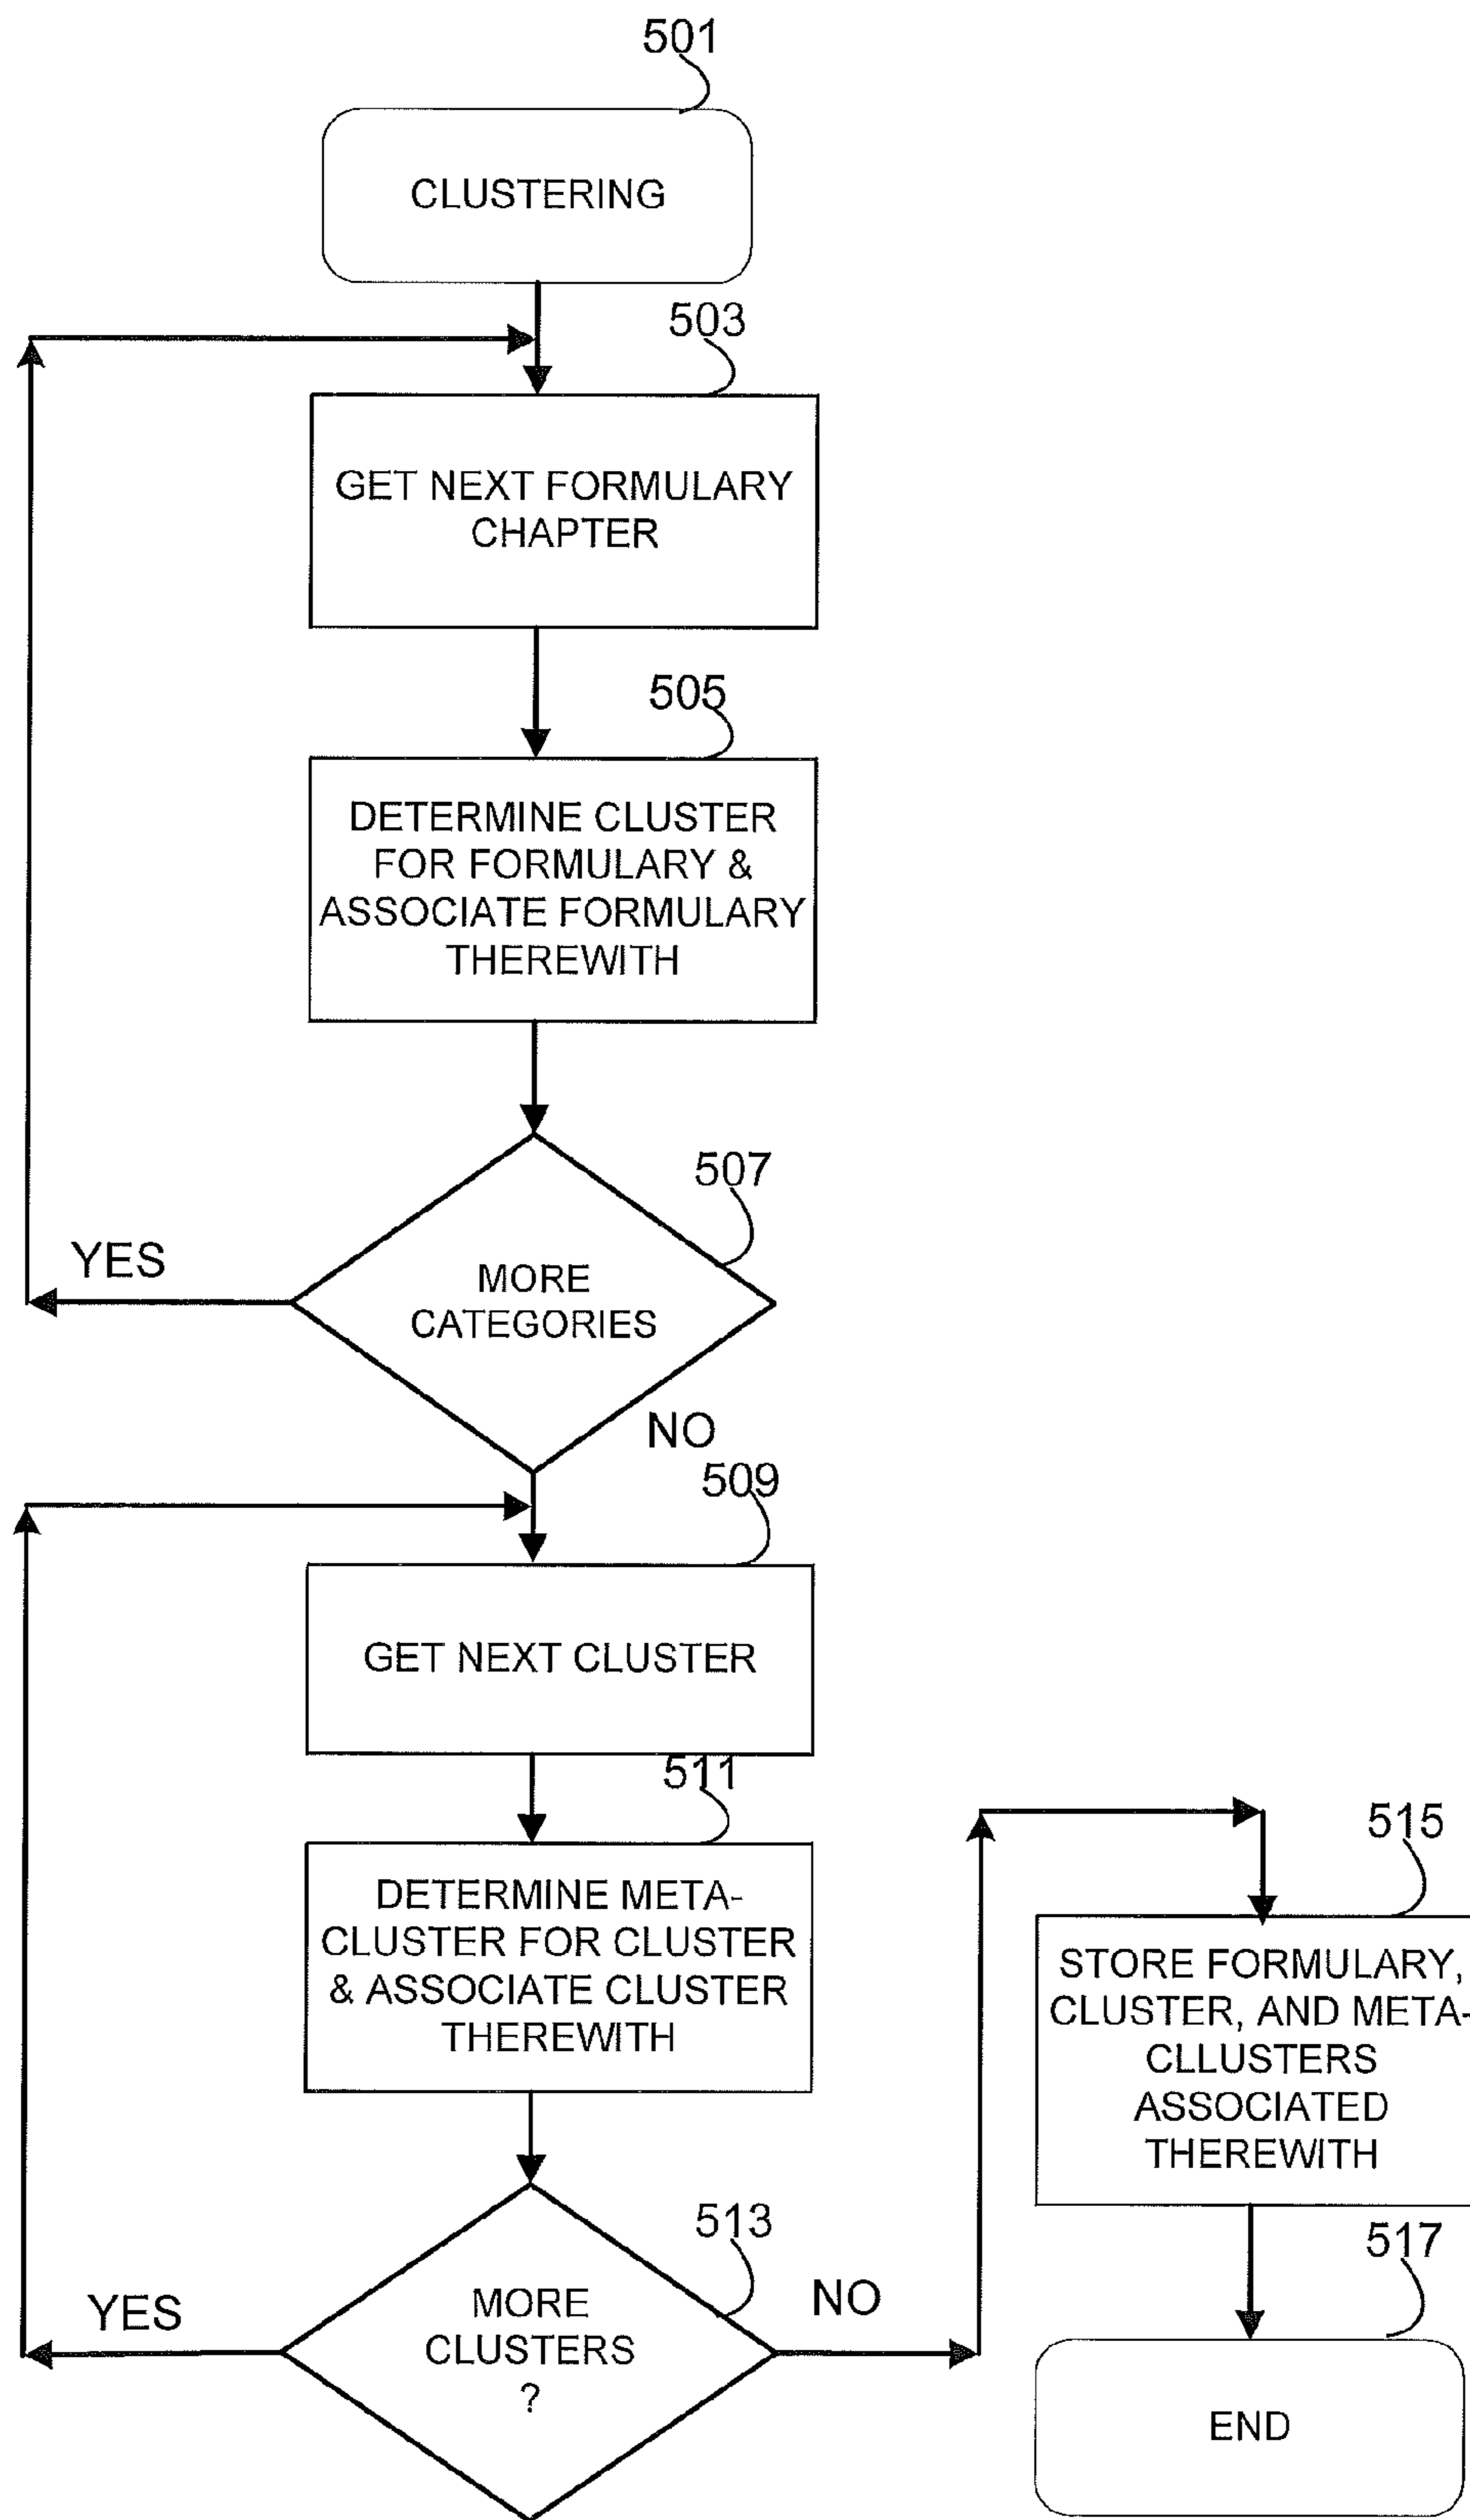 501
CLUSTERING
503
GET NEXT FORMULARY
CHAPTER
505
DETERMINE CLUSTER
FOR FORMULARY &
ASSOCIATE FORMULARY
THEREWITH
507
MORE
CATEGORIES
YES
NO
509
GET NEXT CLUSTER
511
DETERMINE META-
CLUSTER FOR CLUSTER
& ASSOCIATE CLUSTER
THEREWITH
513
MORE
CLUSTERS
?
YES
NO
515
STORE FORMULARY,
CLUSTER, AND META-
CLLUSTERS
ASSOCIATED
THEREWITH
517
END